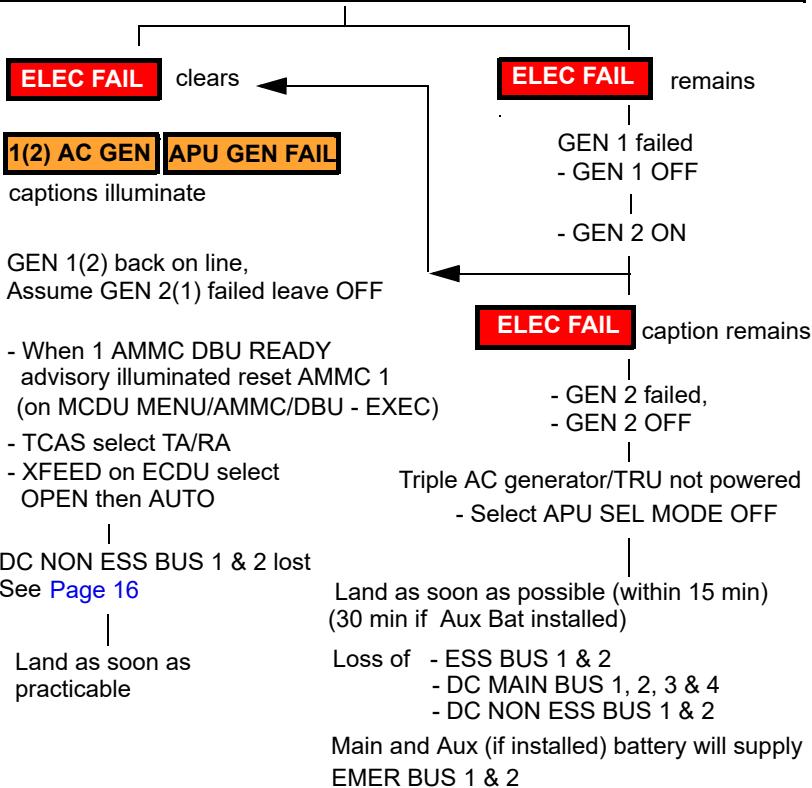 ELEC FAIL clears
1(2) AC GEN APU GEN FAIL
captions illuminate
GEN 1(2) back on line,
Assume GEN 2(1) failed leave OFF
- When 1 AMMC DBU READY
advisory illuminated reset AMMC 1
(on MCDU MENU/AMMC/DBU - EXEC)
- TCAS select TA/RA
- XFEED on ECDU select
OPEN then AUTO
DC NON ESS BUS 1 & 2 lost
See Page 16
Land as soon as
practicable
ELEC FAIL remains
GEN 1 failed
- GEN 1 OFF
- GEN 2 ON
ELEC FAIL caption remains
- GEN 2 failed,
- GEN 2 OFF
Triple AC generator/TRU not powered
- Select APU SEL MODE OFF
Land as soon as possible (within 15 min)
(30 min if Aux Bat installed)
Loss of - ESS BUS 1 & 2
- DC MAIN BUS 1, 2, 3 & 4
- DC NON ESS BUS 1 & 2
Main and Aux (if installed) battery will supply
EMER BUS 1 & 2